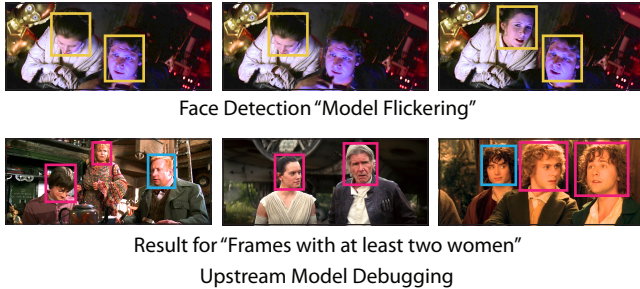 Face Detection “Model Flickering”
Result for “Frames with at least two women”
Upstream Model Debugging